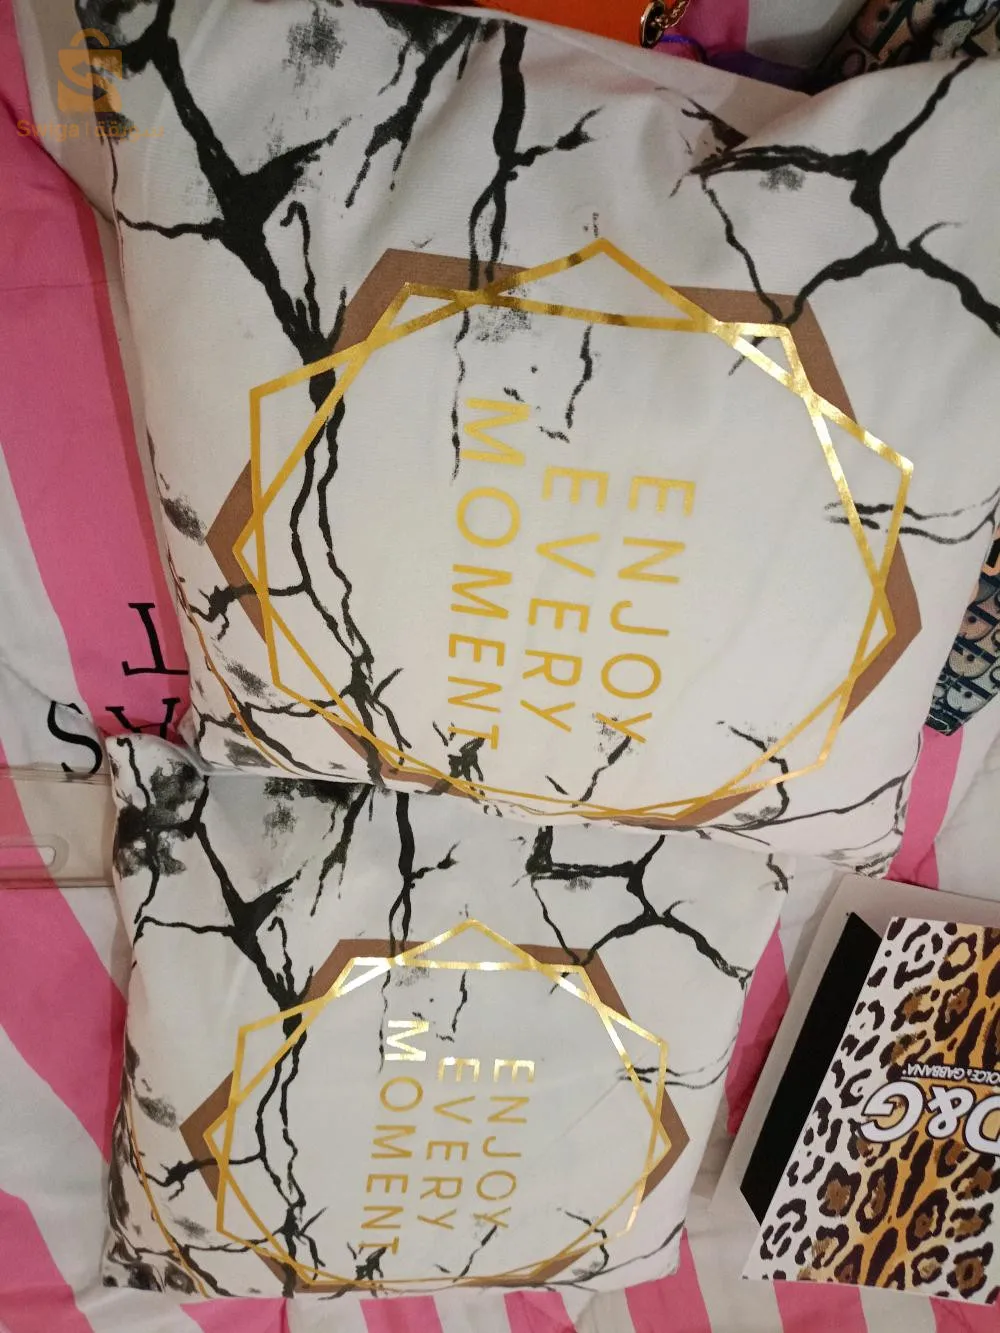 ENJOY
EVERY
MOMENT
ENJOY
EVERY
MOMENT
D&G
DOLCE & GABBANA